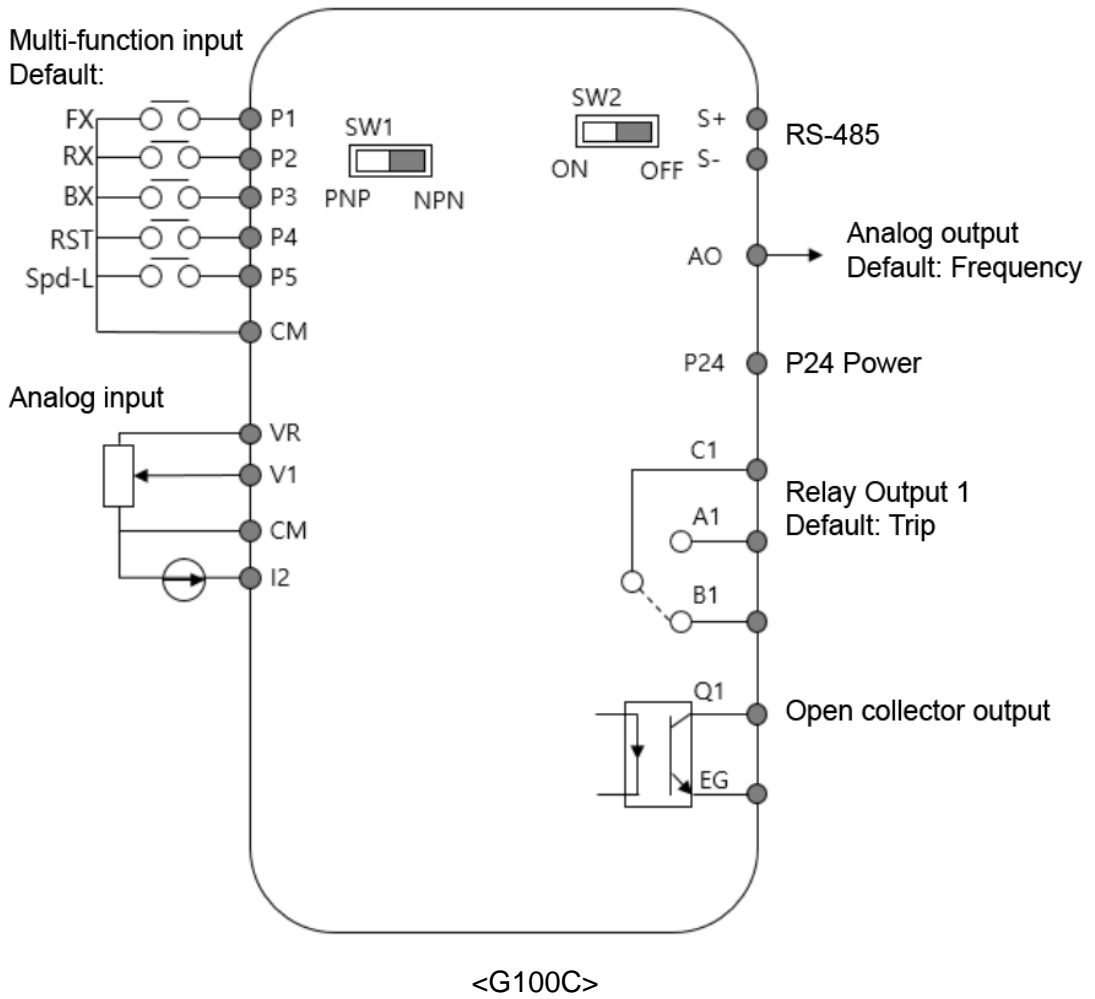 Multi-function input
Default:
FX
P1
RX
P2
BX
P3
RST
P4
Spd-L
P5
CM
SW1
PNP
NPN
SW2
ON
OFF
S+
S-
RS-485
AO
Analog output
Default: Frequency
P24
P24 Power
Analog input
VR
V1
CM
I2
C1
A1
B1
Relay Output 1
Default: Trip
Q1
EG
Open collector output
<G100C>